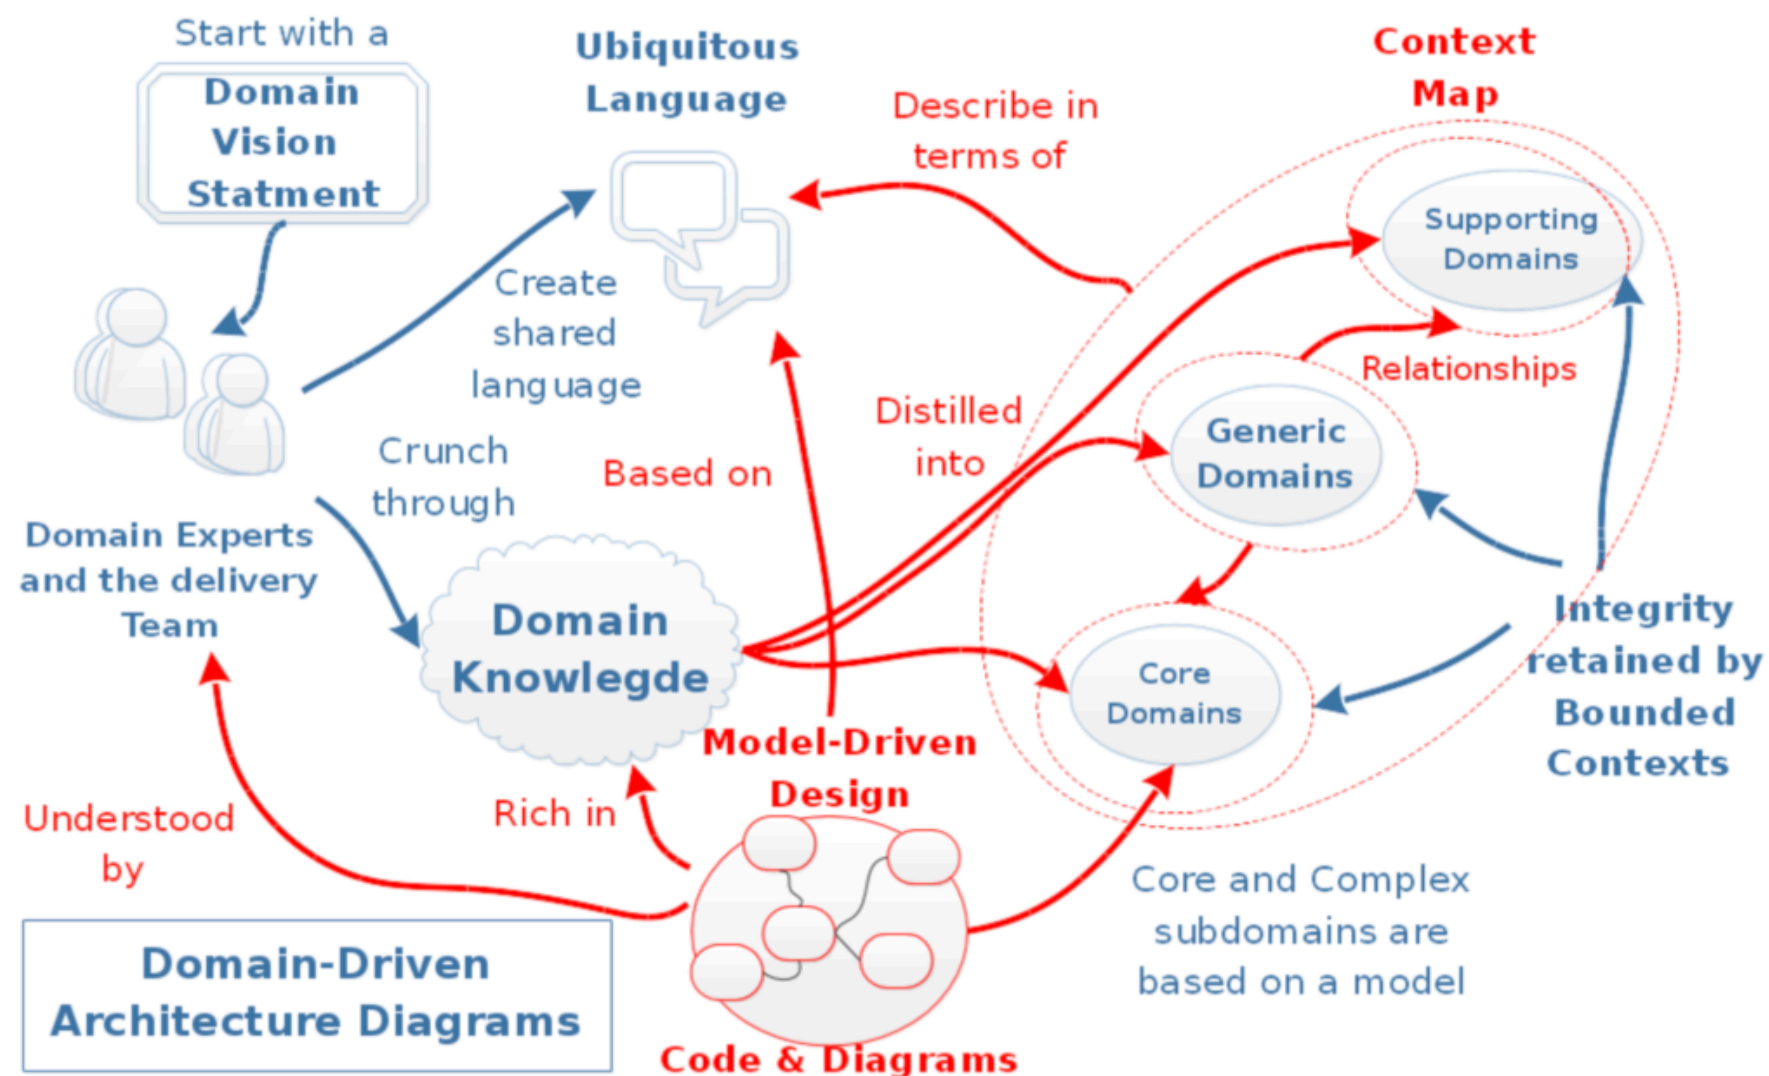 Start with a
Domain
Vision
Statment
Ubiquitous
Language
Describe in
terms of
Context
Map
Supporting
Domains
Create
shared
language
Relationships
Distilled
into
Generic
Domains
Crunch
through
Based on
Domain Experts
and the delivery
Team
Domain
Knowlegde
Integrity
retained by
Bounded
Contexts
Core
Domains
Model-Driven
Design
Rich in
Understood
by
Core and Complex
subdomains are
based on a model
Domain-Driven
Architecture Diagrams
Code & Diagrams